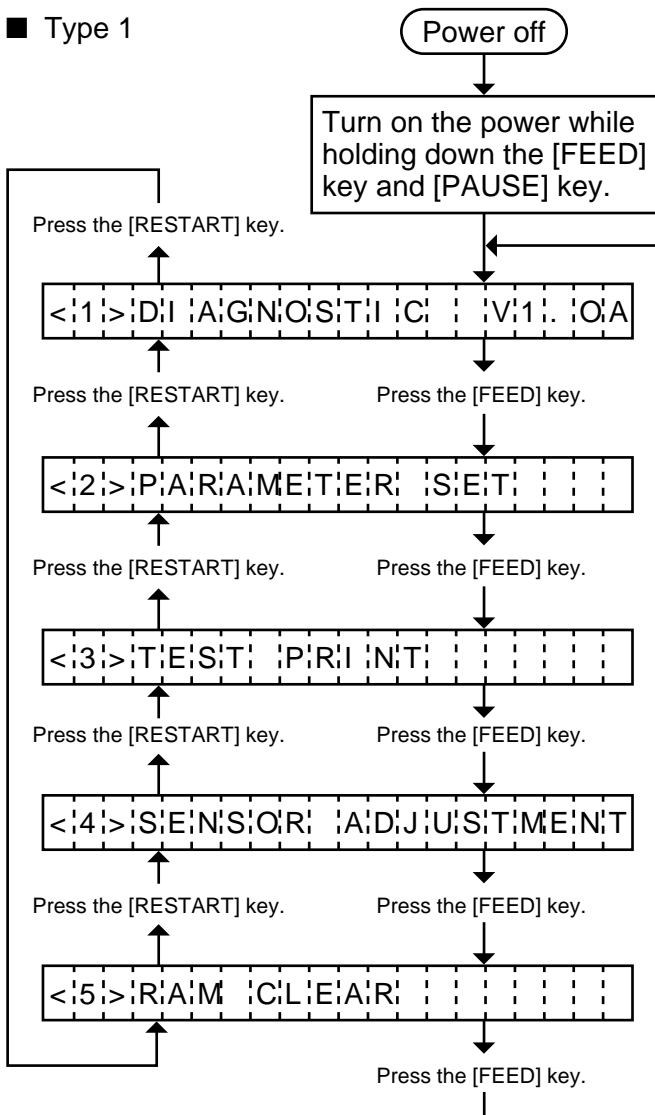 ■ Type 1
Power off
Turn on the power while
holding down the [FEED]
key and [PAUSE] key.
Press the [RESTART] key.
<1>DIAGNOSTIC  V1.OA
Press the [RESTART] key. Press the [FEED] key.
<2>PARAMETER SET
Press the [RESTART] key. Press the [FEED] key.
<3>TEST PRINT
Press the [RESTART] key. Press the [FEED] key.
<4>SENSOR ADJUSTMENT
Press the [RESTART] key. Press the [FEED] key.
<5>RAM CLEAR
Press the [FEED] key.